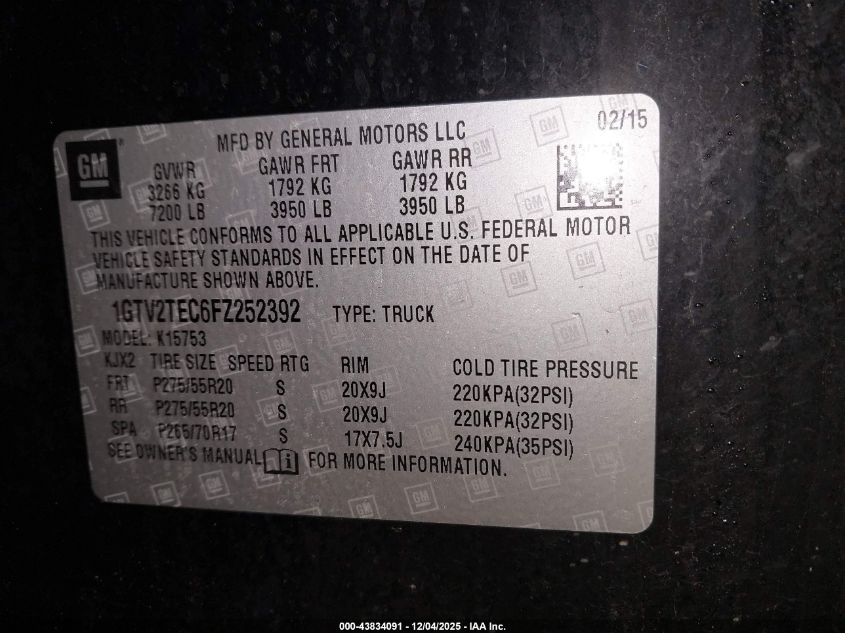 MFD BY GENERAL MOTORS LLC 02/15
GM
GVWR GAWR FRT GAWR RR
3266 KG 1792 KG 1792 KG
7200 LB 3950 LB 3950 LB
THIS VEHICLE CONFORMS TO ALL APPLICABLE U.S. FEDERAL MOTOR
VEHICLE SAFETY STANDARDS IN EFFECT ON THE DATE OF
MANUFACTURE SHOWN ABOVE.
1GTV2TEC6FZ252392 TYPE: TRUCK
MODEL: K15753
KJX2 TIRE SIZE SPEED RTG RIM COLD TIRE PRESSURE
FRT P275/55R20 S 20X9J 220KPA(32PSI)
RR P275/55R20 S 20X9J 220KPA(32PSI)
SPA P265/70R17 S 17X7.5J 240KPA(35PSI)
SEE OWNER'S MANUAL FOR MORE INFORMATION.
000-43834091 - 12/04/2025 - IAA Inc.